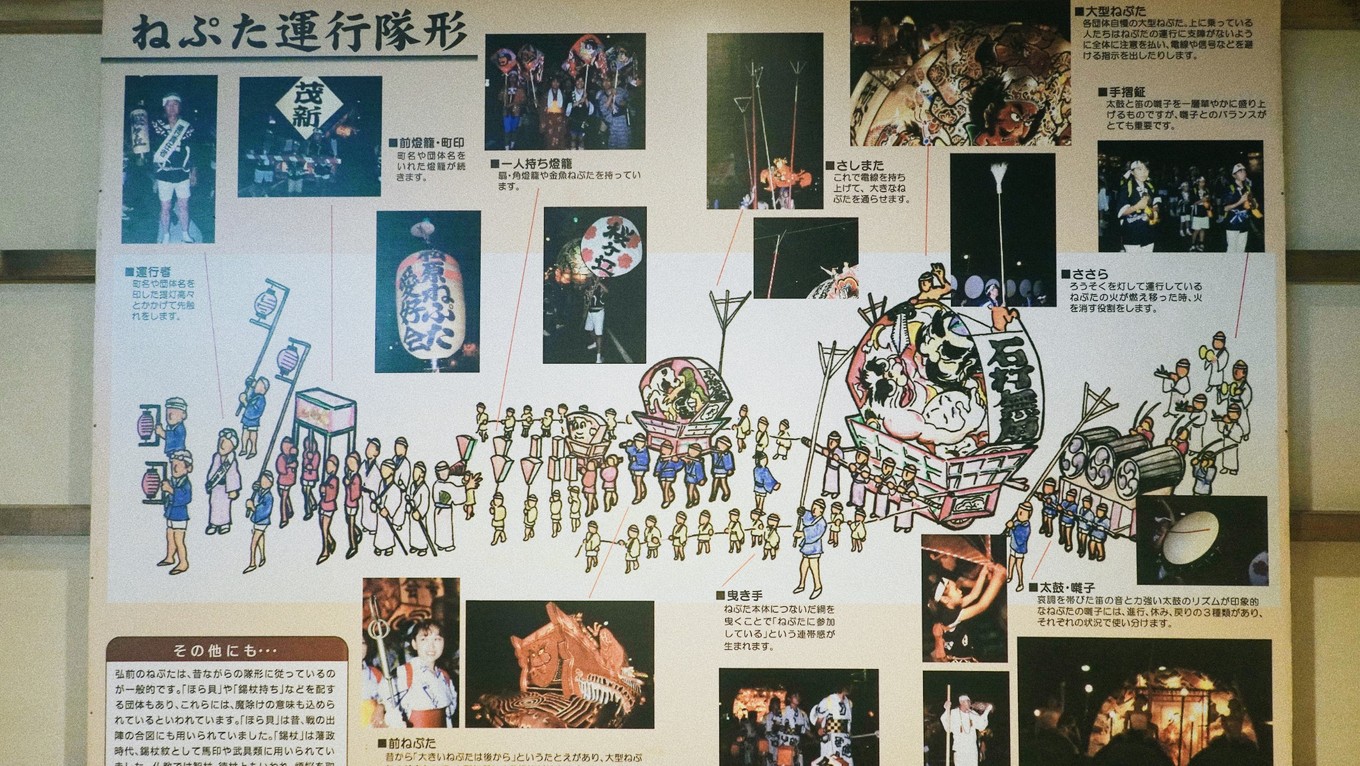 ねぷた運行隊形
茂新
■前燈籠・町印
町名や団体名を
いれた燈籠が続
きます。
■一人持ち燈籠
扇・角燈籠や金魚ねぷたを持ってい
ます。
■さしまた
これで電線を持ち
上げて、大きなね
ぷたを通らせます。
■大型ねぷた
各団体自慢の大型ねぷた。上に乗っている
人たちはねぷたの運行に支障がないよう
に全体に注意を払い、電線や信号などを避
ける指示を出したりします。
■手摺鉦
太鼓と笛の囃子を一層華やかに盛り上
げるものですが、囃子とのバランスが
とても重要です。
■ささら
ろうそくを灯して運行している
ねぷたの火が燃え移った時、火
を消す役割をします。
■運行者
町名や団体名を
印した提灯高々
とかかげて先触
れをします。
松原ねぷた
愛好会
桜ケ丘
石村無
■曳き手
ねぷた本体につないだ綱を
曳くことで「ねぷたに参加
している」という連帯感が
生まれます。
■太鼓・囃子
哀調を帯びた笛の音と力強い太鼓のリズムが印象的
なねぷたの囃子には、進行、休み、戻りの3種類があり、
それぞれの状況で使い分けます。
その他にも…
弘前のねぷたは、昔ながらの隊形に従っているの
が一般的です。「ほら貝」や「錫杖持ち」などを配す
る団体もあり、これらには、魔除けの意味も込めら
れているといわれています。「ほら貝」は昔、戦の出
陣の合図にも用いられていました。「錫杖」は藩政
時代、錫杖紋として馬印や武具類に用いられてい
■前ねぷた
昔から「大きいねぷたは後から」というたとえがあり、大型ねぷ